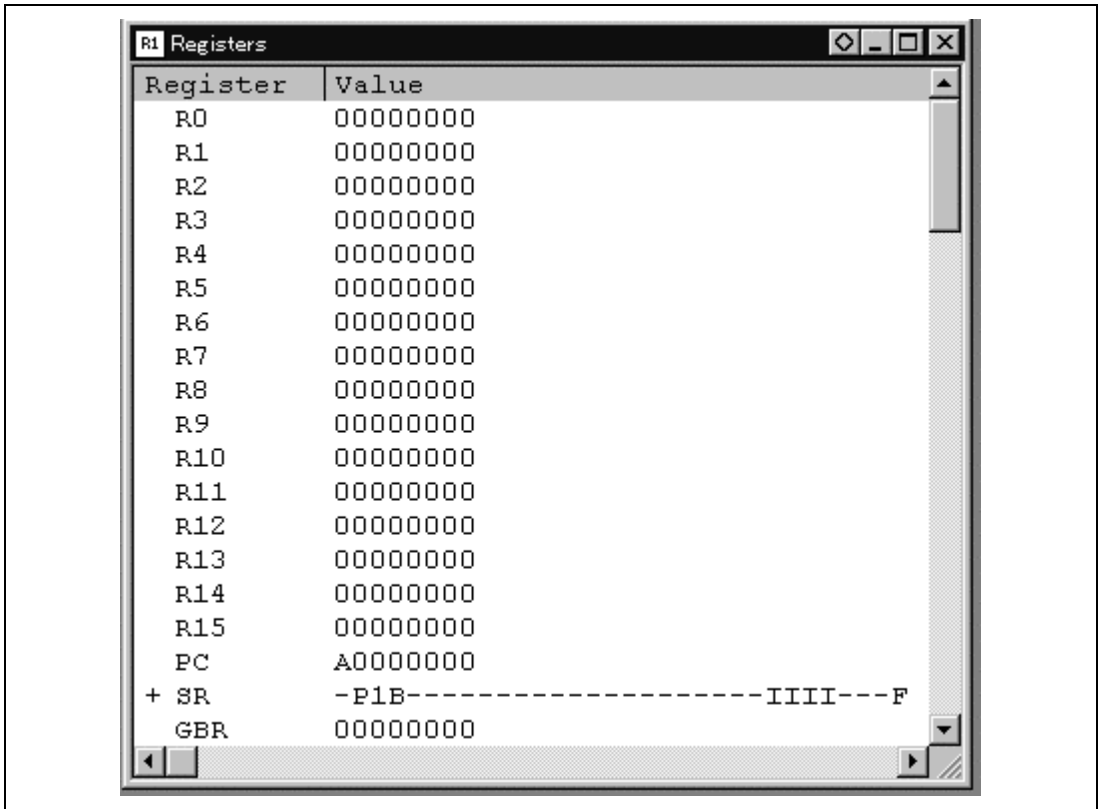 R1 Registers
Register Value
R0 00000000
R1 00000000
R2 00000000
R3 00000000
R4 00000000
R5 00000000
R6 00000000
R7 00000000
R8 00000000
R9 00000000
R10 00000000
R11 00000000
R12 00000000
R13 00000000
R14 00000000
R15 00000000
PC A0000000
+ SR -P1B---------------------IIII---F
GBR 00000000